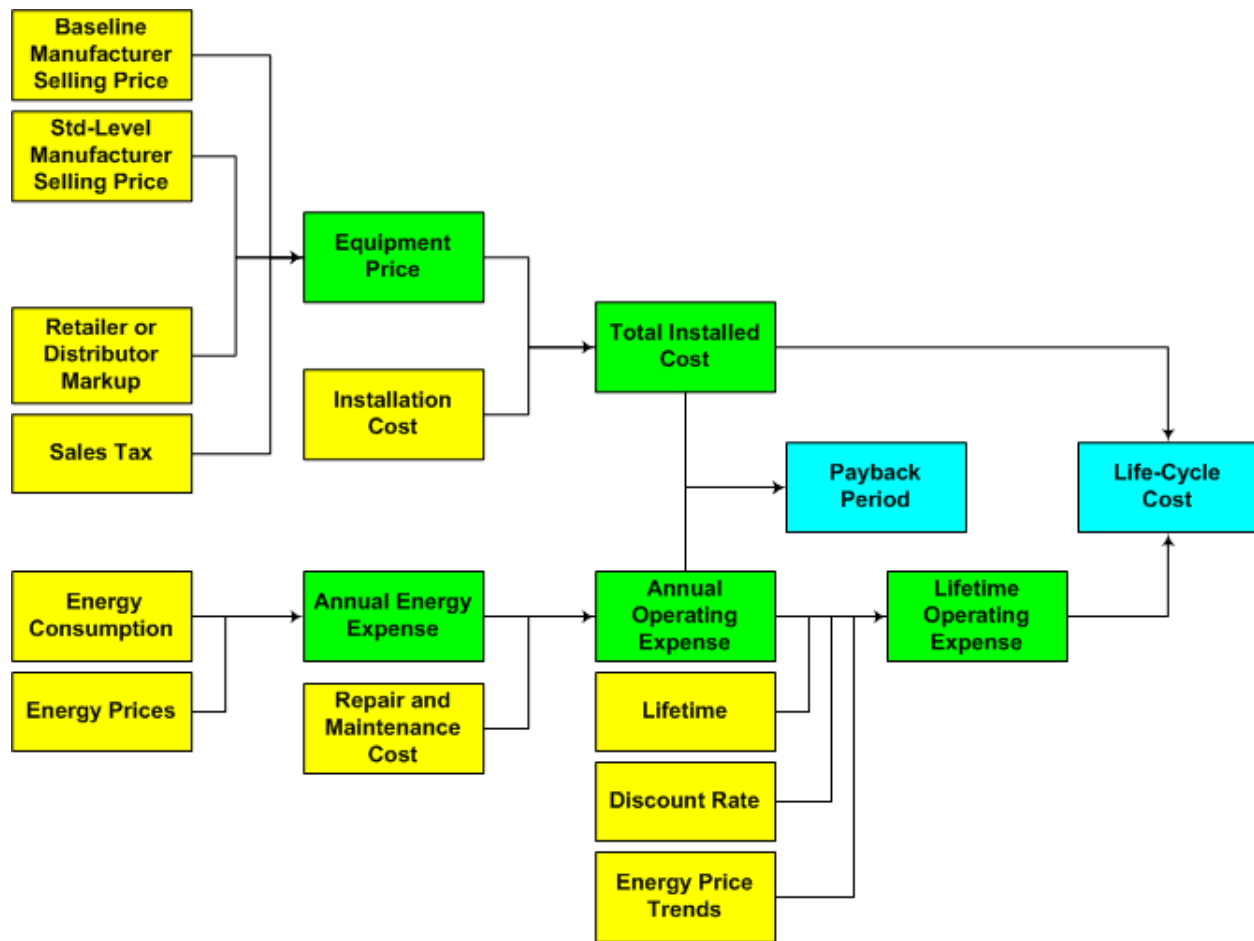 Baseline
Manufacturer
Selling Price
Std-Level
Manufacturer
Selling Price
Equipment
Price
Retailer or
Distributor
Markup
Total Installed
Cost
Installation
Cost
Sales Tax
Payback
Period
Life-Cycle
Cost
Energy
Consumption
Annual Energy
Expense
Annual
Operating
Expense
Lifetime
Operating
Expense
Energy Prices
Repair and
Maintenance
Cost
Lifetime
Discount Rate
Energy Price
Trends